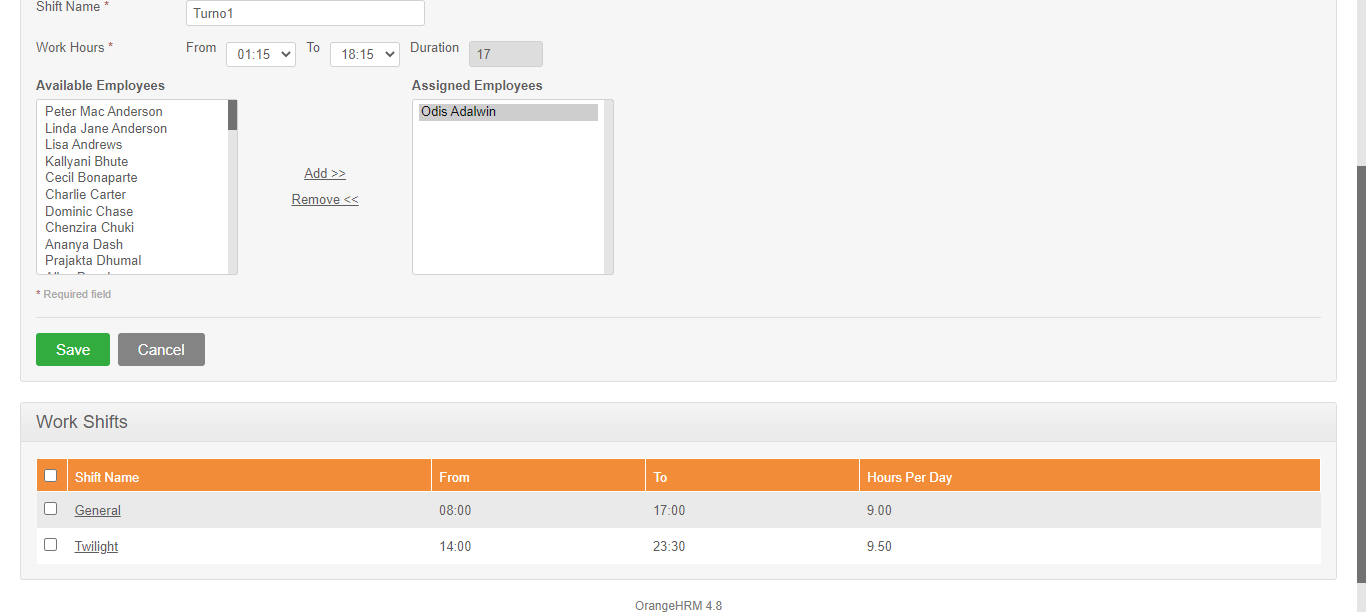 Shift Name *
Turno1
Work Hours *
From
01:15
To
18:15
Duration
17
Available Employees
Assigned Employees
Peter Mac Anderson
Linda Jane Anderson
Lisa Andrews
Kallyani Bhute
Cecil Bonaparte
Charlie Carter
Dominic Chase
Chenzira Chuki
Ananya Dash
Prajakta Dhumal
Add >>
Remove <<
Odis Adalwin
* Required field
Save
Cancel
Work Shifts
Shift Name From To Hours Per Day
General 08:00 17:00 9.00
Twilight 14:00 23:30 9.50
OrangeHRM 4.8